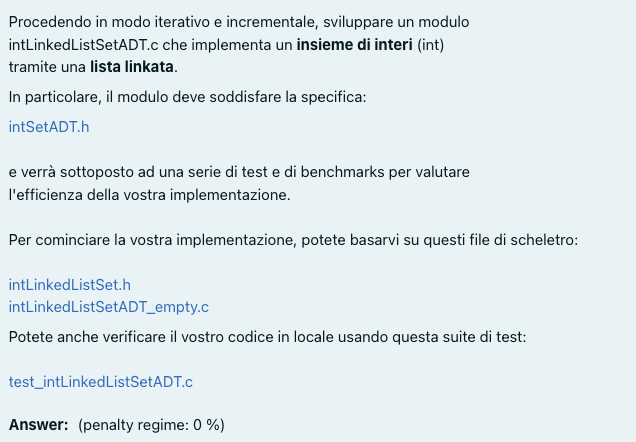 Procedendo in modo iterativo e incrementale, sviluppare un modulo
intLinkedListSetADT.c che implementa un insieme di interi (int)
tramite una lista linkata.
In particolare, il modulo deve soddisfare la specifica:
intSetADT.h
e verrà sottoposto ad una serie di test e di benchmarks per valutare
l'efficienza della vostra implementazione.
Per cominciare la vostra implementazione, potete basarvi su questi file di scheletro:
intLinkedListSet.h
intLinkedListSetADT_empty.c
Potete anche verificare il vostro codice in locale usando questa suite di test:
test_intLinkedListSetADT.c
Answer: (penalty regime: 0 %)